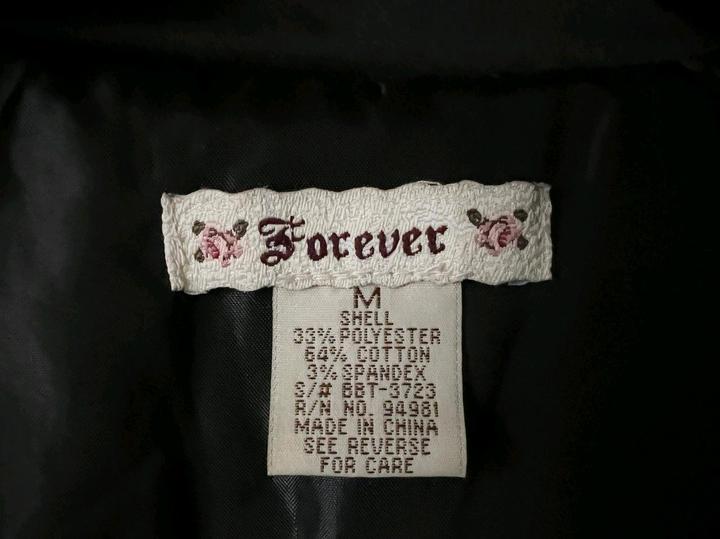 Forever
M
SHELL
33% POLYESTER
64% COTTON
3% SPANDEX
S/# BBT-3723
R/N NO. 94981
MADE IN CHINA
SEE REVERSE
FOR CARE